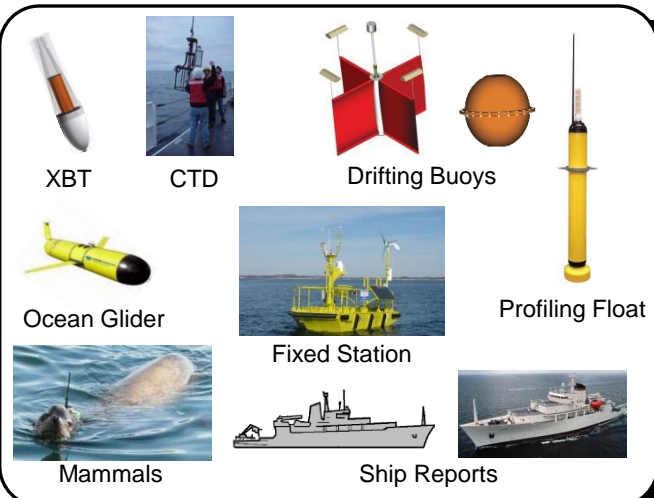 XBT
CTD
Drifting Buoys
Ocean Glider
Fixed Station
Profiling Float
Mammals
Ship Reports